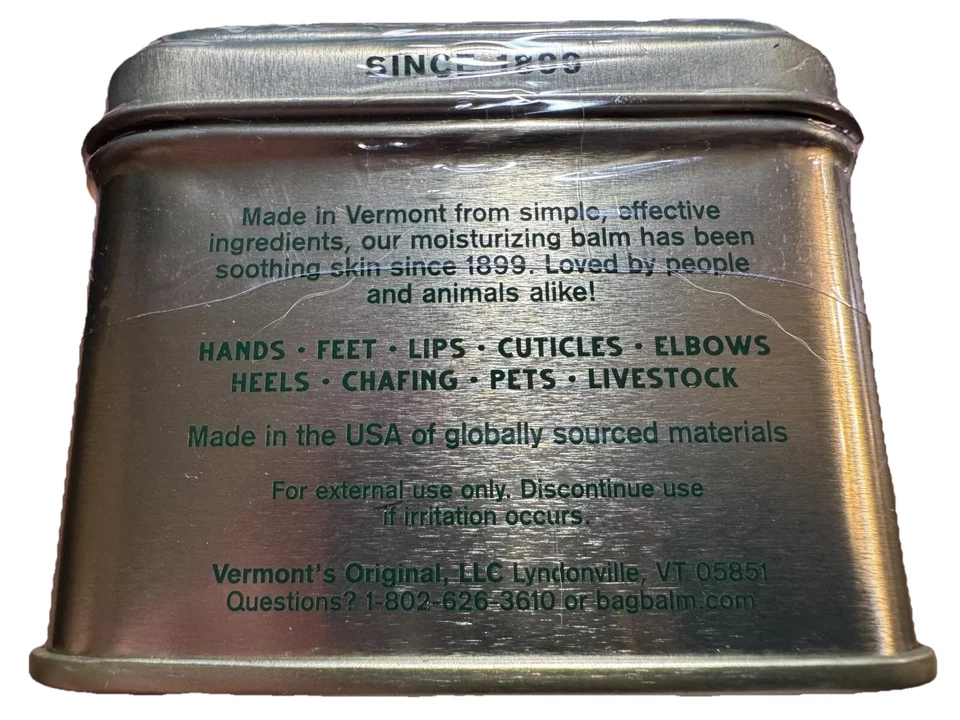 SINCE 1899
Made in Vermont from simple, effective
ingredients, our moisturizing balm has been
soothing skin since 1899. Loved by people
and animals alike!
HANDS · FEET · LIPS · CUTICLES · ELBOWS
HEELS · CHAFING · PETS · LIVESTOCK
Made in the USA of globally sourced materials
For external use only. Discontinue use
if irritation occurs.
Vermont's Original, LLC Lyndonville, VT 05851
Questions? 1-802-626-3610 or bagbalm.com